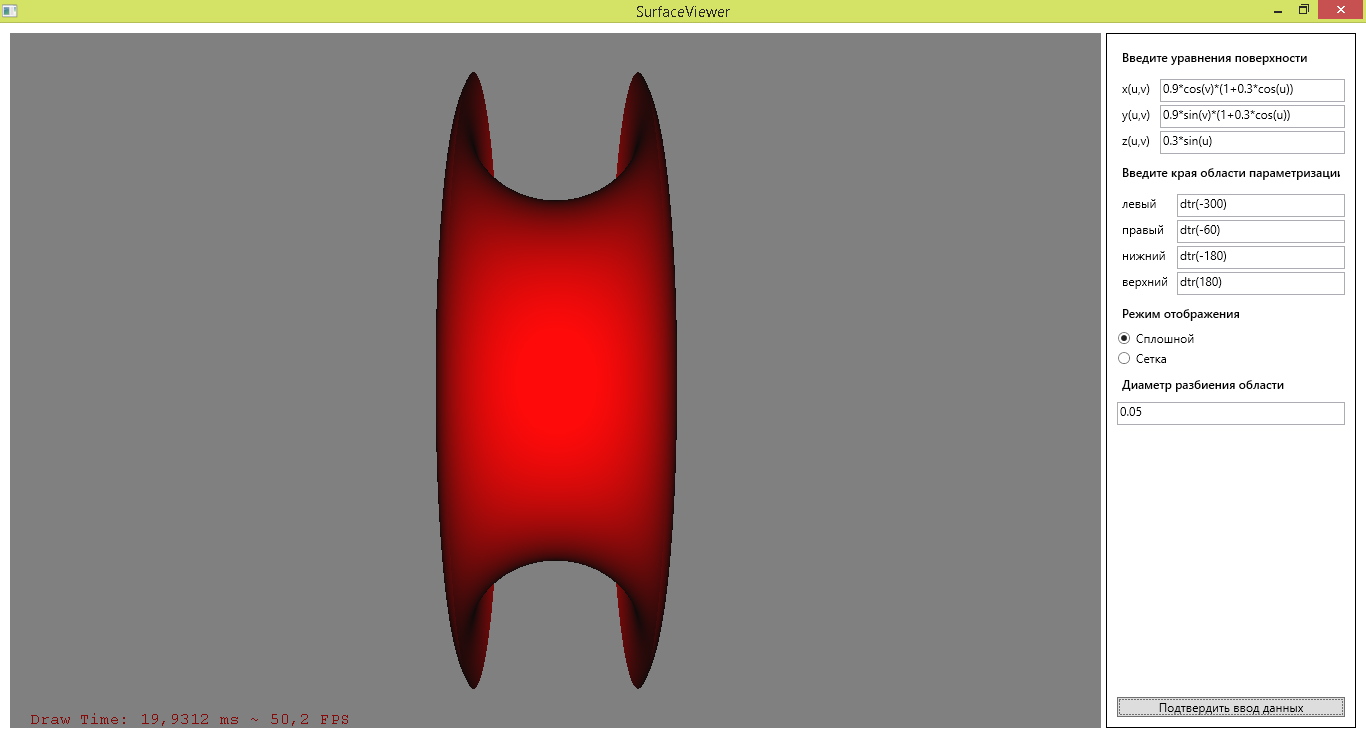 SurfaceViewer
Введите уравнения поверхности
x(u,v) 0.9*cos(v)*(1+0.3*cos(u))
y(u,v) 0.9*sin(v)*(1+0.3*cos(u))
z(u,v) 0.3*sin(u)
Введите края области параметризации
левый dtr(-300)
правый dtr(-60)
нижний dtr(-180)
верхний dtr(180)
Режим отображения
Сплошной
Сетка
Диаметр разбиения области
0.05
Подтвердить ввод данных
Draw Time: 19,9312 ms ~ 50,2 FPS